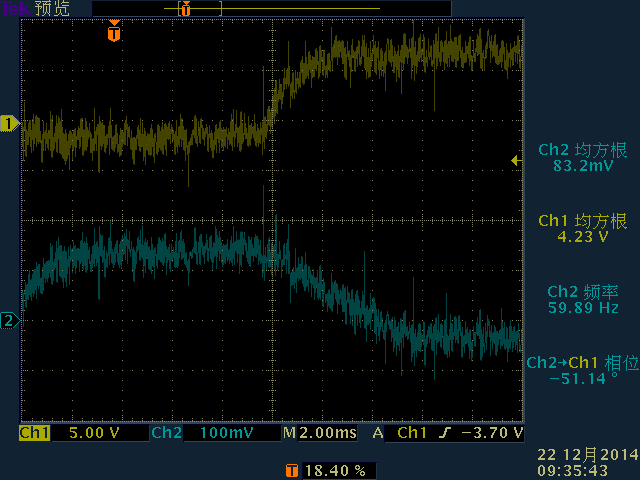 Tek 预览
T
T
1
Ch2 均方根
83.2mV
Ch1 均方根
4.23 V
Ch2 频率
59.89 Hz
2
Ch2→Ch1 相位
−51.14 °
Ch1 5.00 V Ch2 100mV M 2.00ms A Ch1 ∫ −3.70 V
T 18.40 %
22 12月 2014
09:35:43